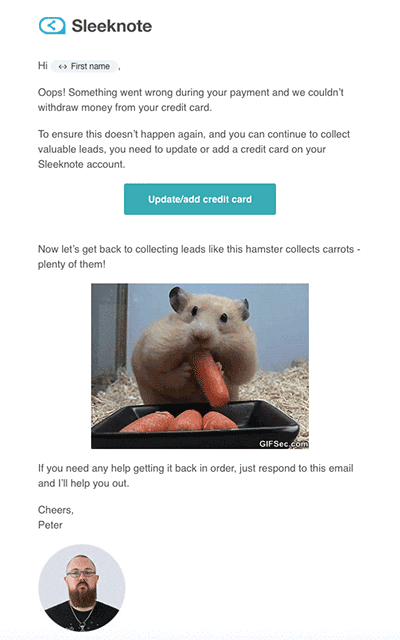 Sleeknote
Hi ↔ First name ,
Oops! Something went wrong during your payment and we couldn’t
withdraw money from your credit card.
To ensure this doesn’t happen again, and you can continue to collect
valuable leads, you need to update or add a credit card on your
Sleeknote account.
Update/add credit card
Now let’s get back to collecting leads like this hamster collects carrots -
plenty of them!
GIFSec.com
If you need any help getting it back in order, just respond to this email
and I’ll help you out.
Cheers,
Peter